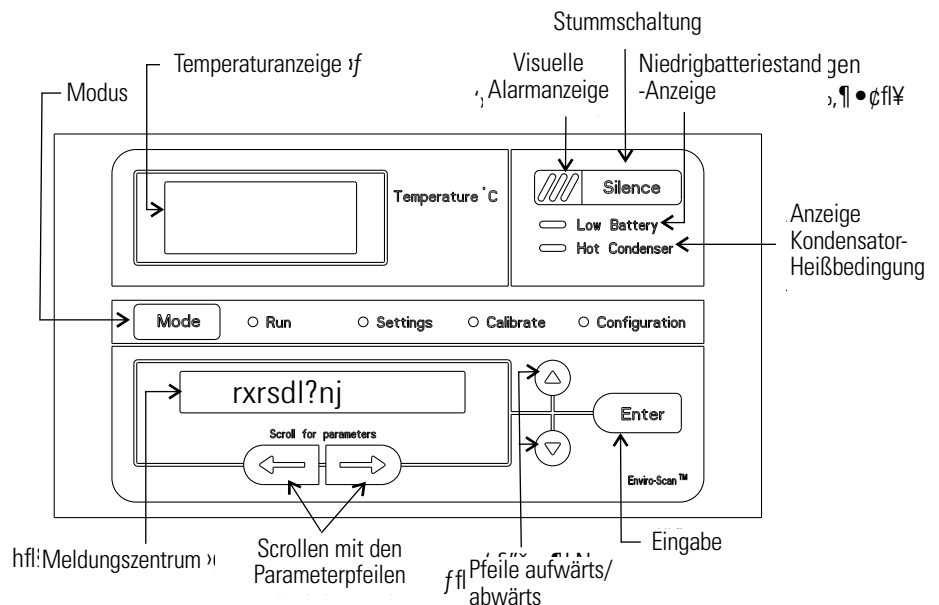 Stummschaltung
Temperaturanzeige
Visuelle
Alarmanzeige
Niedrigbatteriestand
-Anzeige
Modus
Temperature °C
Silence
Low Battery
Hot Condenser
Anzeige
Kondensator-
Heißbedingung
Mode
Run
Settings
Calibrate
Configuration
rxrsdl?nj
Scroll for parameters
Enter
Enviro-Scan™
Meldungszentrum
Scrollen mit den
Parameterpfeilen
Pfeile aufwärts/
abwärts
Eingabe